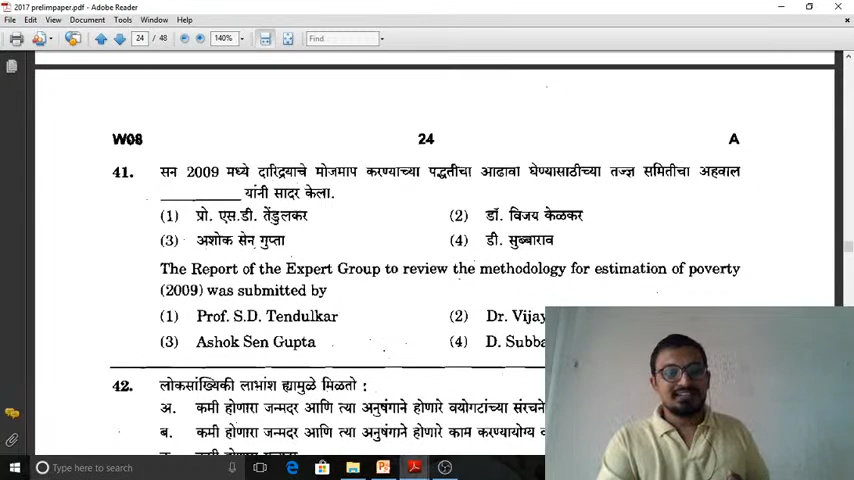 2017 prelimpaper.pdf - Adobe Reader
File Edit View Document Tools Window Help
24 / 48 140% Find
W08 24 A
41. सन 2009 मध्ये दारिद्रयाचे मोजमाप करण्याच्या पद्धतीचा आढावा घेण्यासाठीच्या तज्ज्ञ समितीचा अहवाल
_________ यांनी सादर केला.
(1) प्रो. एस.डी. तेंडुलकर (2) डॉ. विजय केळकर
(3) अशोक सेन गुप्ता (4) डी. सुब्बाराव
The Report of the Expert Group to review the methodology for estimation of poverty
(2009) was submitted by
(1) Prof. S.D. Tendulkar (2) Dr. Vijay
(3) Ashok Sen Gupta (4) D. Subba
42. लोकसांख्यिकी लाभांश ह्यामुळे मिळतो :
अ. कमी होणारा जन्मदर आणि त्या अनुषंगाने होणारे वयोगटांच्या संरचने
ब. कमी होणारा जन्मदर आणि त्या अनुषंगाने होणारे काम करण्यायोग्य व
Type here to search